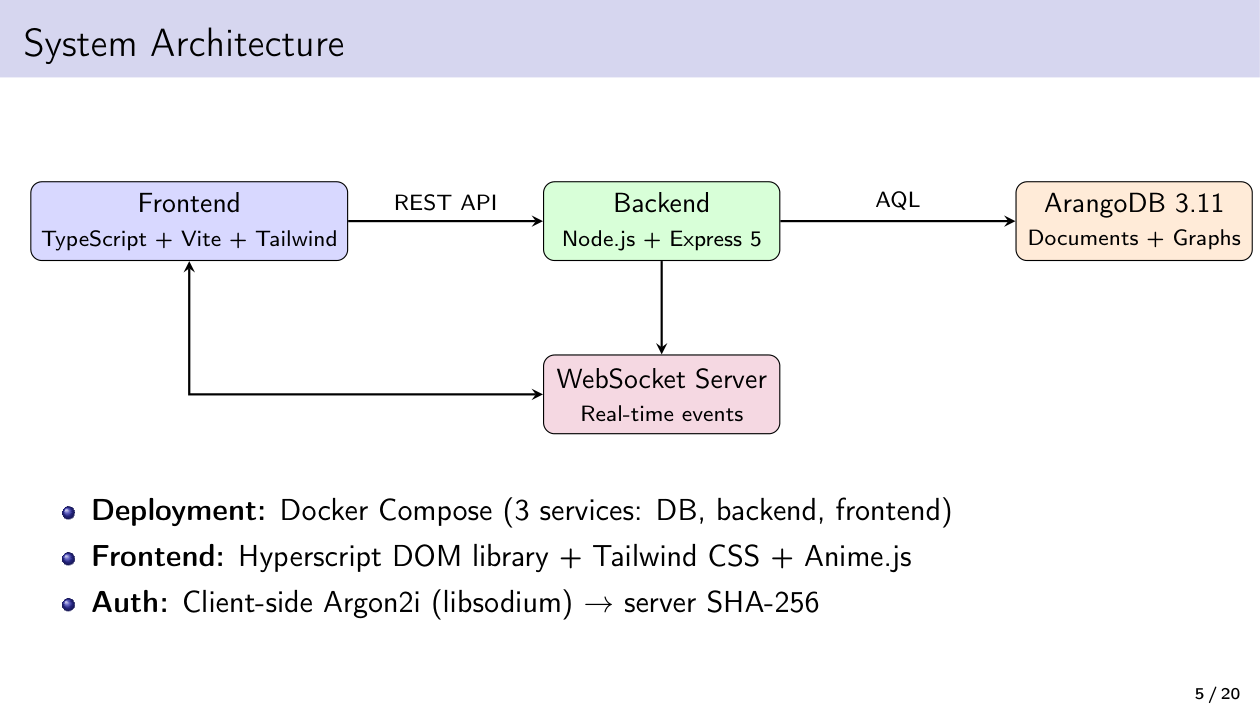 System Architecture
Frontend
TypeScript + Vite + Tailwind
REST API
Backend
Node.js + Express 5
AQL
ArangoDB 3.11
Documents + Graphs
WebSocket Server
Real-time events
Deployment: Docker Compose (3 services: DB, backend, frontend)
Frontend: Hyperscript DOM library + Tailwind CSS + Anime.js
Auth: Client-side Argon2i (libsodium) → server SHA-256
5 / 20